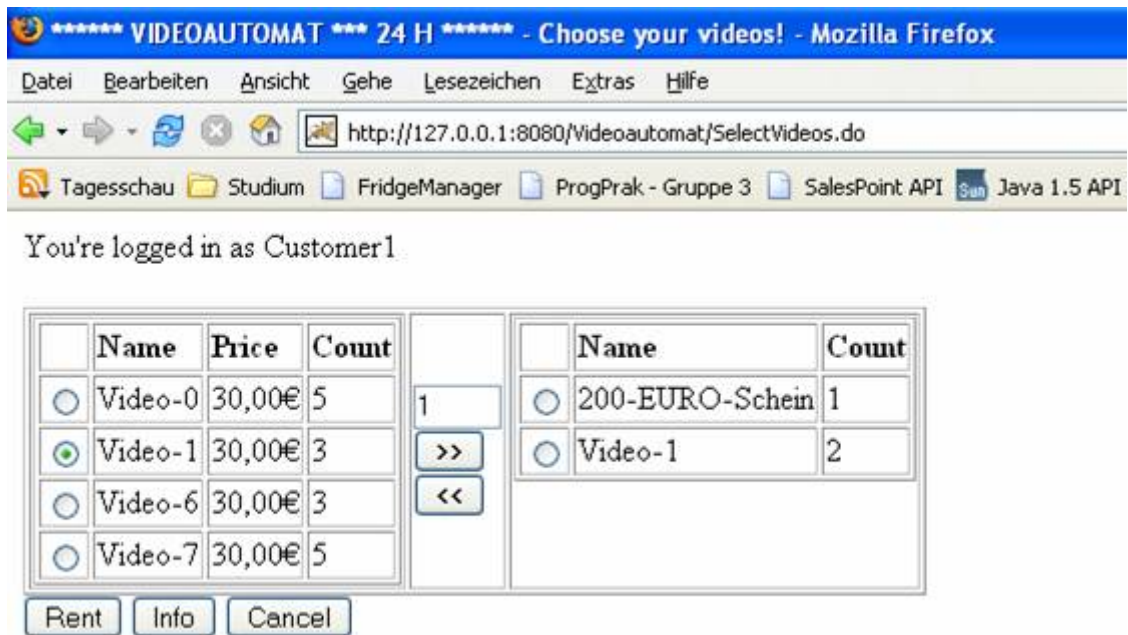 ****** VIDEOAUTOMAT *** 24 H ****** - Choose your videos! - Mozilla Firefox
Datei Bearbeiten Ansicht Gehe Lesezeichen Extras Hilfe
http://127.0.0.1:8080/Videoautomat/SelectVideos.do
Tagesschau Studium FridgeManager ProgPrak - Gruppe 3 SalesPoint API Sun Java 1.5 API
You're logged in as Customer1
Name Price Count
Video-0 30,00€ 5
Video-1 30,00€ 3
Video-6 30,00€ 3
Video-7 30,00€ 5
1
>>
<<
Name Count
200-EURO-Schein 1
Video-1 2
Rent Info Cancel